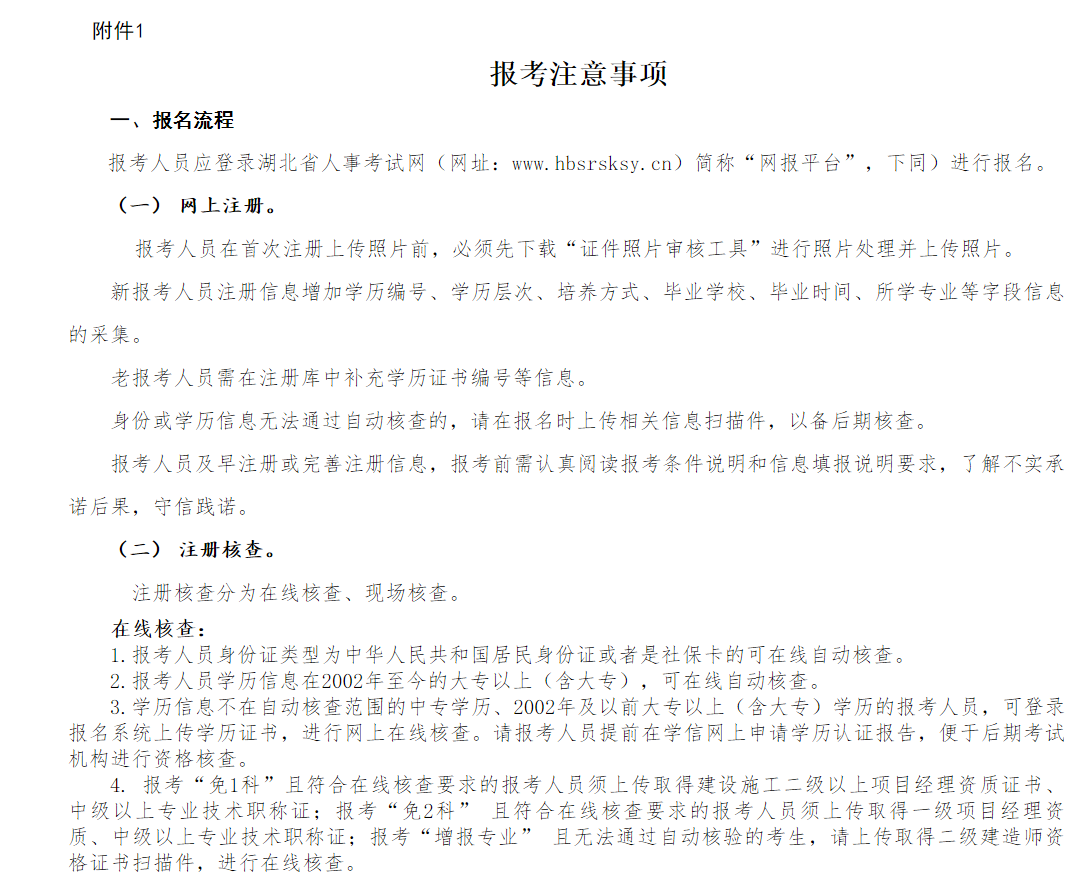 附件1
报考注意事项
一、报名流程
报考人员应登录湖北省人事考试网（网址：www.hbsrsksy.cn）简称“网报平台”，下同）进行报名。
（一） 网上注册。
报考人员在首次注册上传照片前，必须先下载“证件照片审核工具”进行照片处理并上传照片。
新报考人员注册信息增加学历编号、学历层次、培养方式、毕业学校、毕业时间、所学专业等字段信息
的采集。
老报考人员需在注册库中补充学历证书编号等信息。
身份或学历信息无法通过自动核查的，请在报名时上传相关信息扫描件，以备后期核查。
报考人员及早注册或完善注册信息，报考前需认真阅读报考条件说明和信息填报说明要求，了解不实承
诺后果，守信践诺。
（二） 注册核查。
注册核查分为在线核查、现场核查。
在线核查：
1.报考人员身份证类型为中华人民共和国居民身份证或者是社保卡的可在线自动核查。
2.报考人员学历信息在2002年至今的大专以上（含大专），可在线自动核查。
3.学历信息不在自动核查范围的中专学历、2002年及以前大专以上（含大专）学历的报考人员，可登录
报名系统上传学历证书，进行网上在线核查。请报考人员提前在学信网上申请学历认证报告，便于后期考试
机构进行资格核查。
4. 报考“免1科”且符合在线核查要求的报考人员须上传取得建设施工二级以上项目经理资质证书、
中级以上专业技术职称证；报考“免2科” 且符合在线核查要求的报考人员须上传取得一级项目经理资
质、中级以上专业技术职称证；报考“增报专业” 且无法通过自动核验的考生，请上传取得二级建造师资
格证书扫描件，进行在线核查。